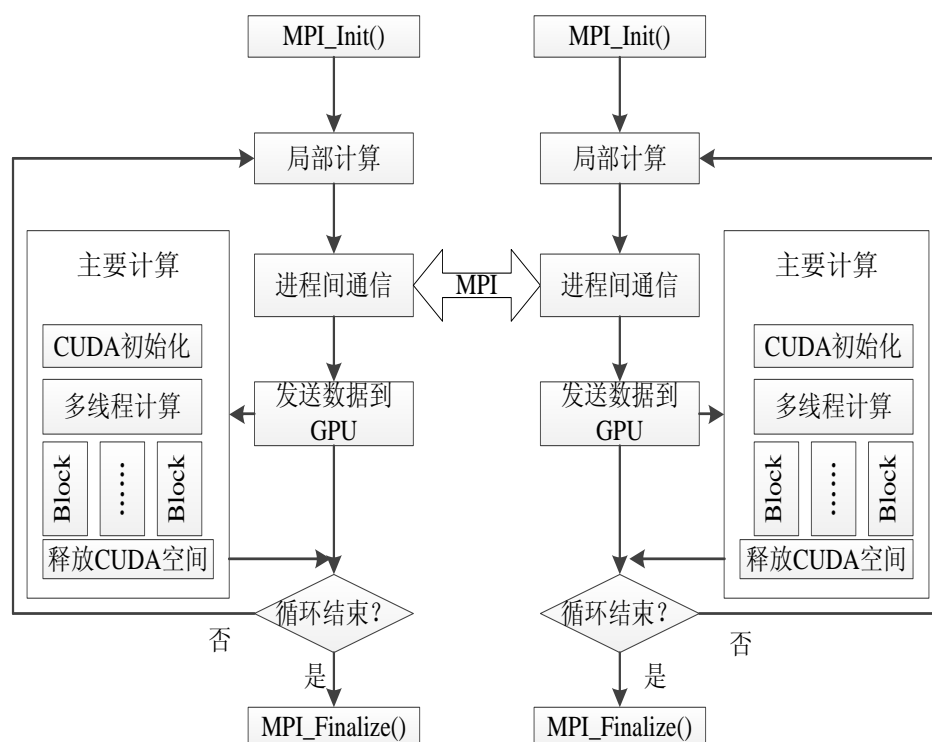 MPI_Init()
MPI_Init()
局部计算
局部计算
主要计算
进程间通信
MPI
进程间通信
主要计算
CUDA初始化
CUDA初始化
多线程计算
发送数据到
GPU
发送数据到
GPU
多线程计算
Block
……
Block
Block
……
Block
释放CUDA空间
释放CUDA空间
循环结束?
循环结束?
否
否
是
是
MPI_Finalize()
MPI_Finalize()